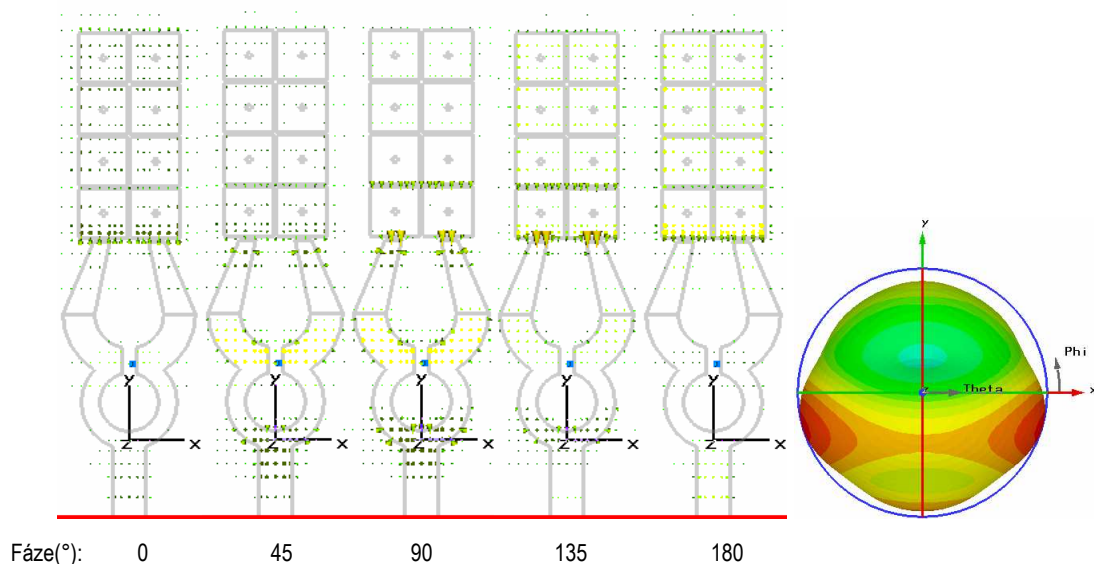 Y
Phi
Theta
x
Y Y Y Y Y
Z X Z X Z X Z X Z X
Fáze(°): 0 45 90 135 180